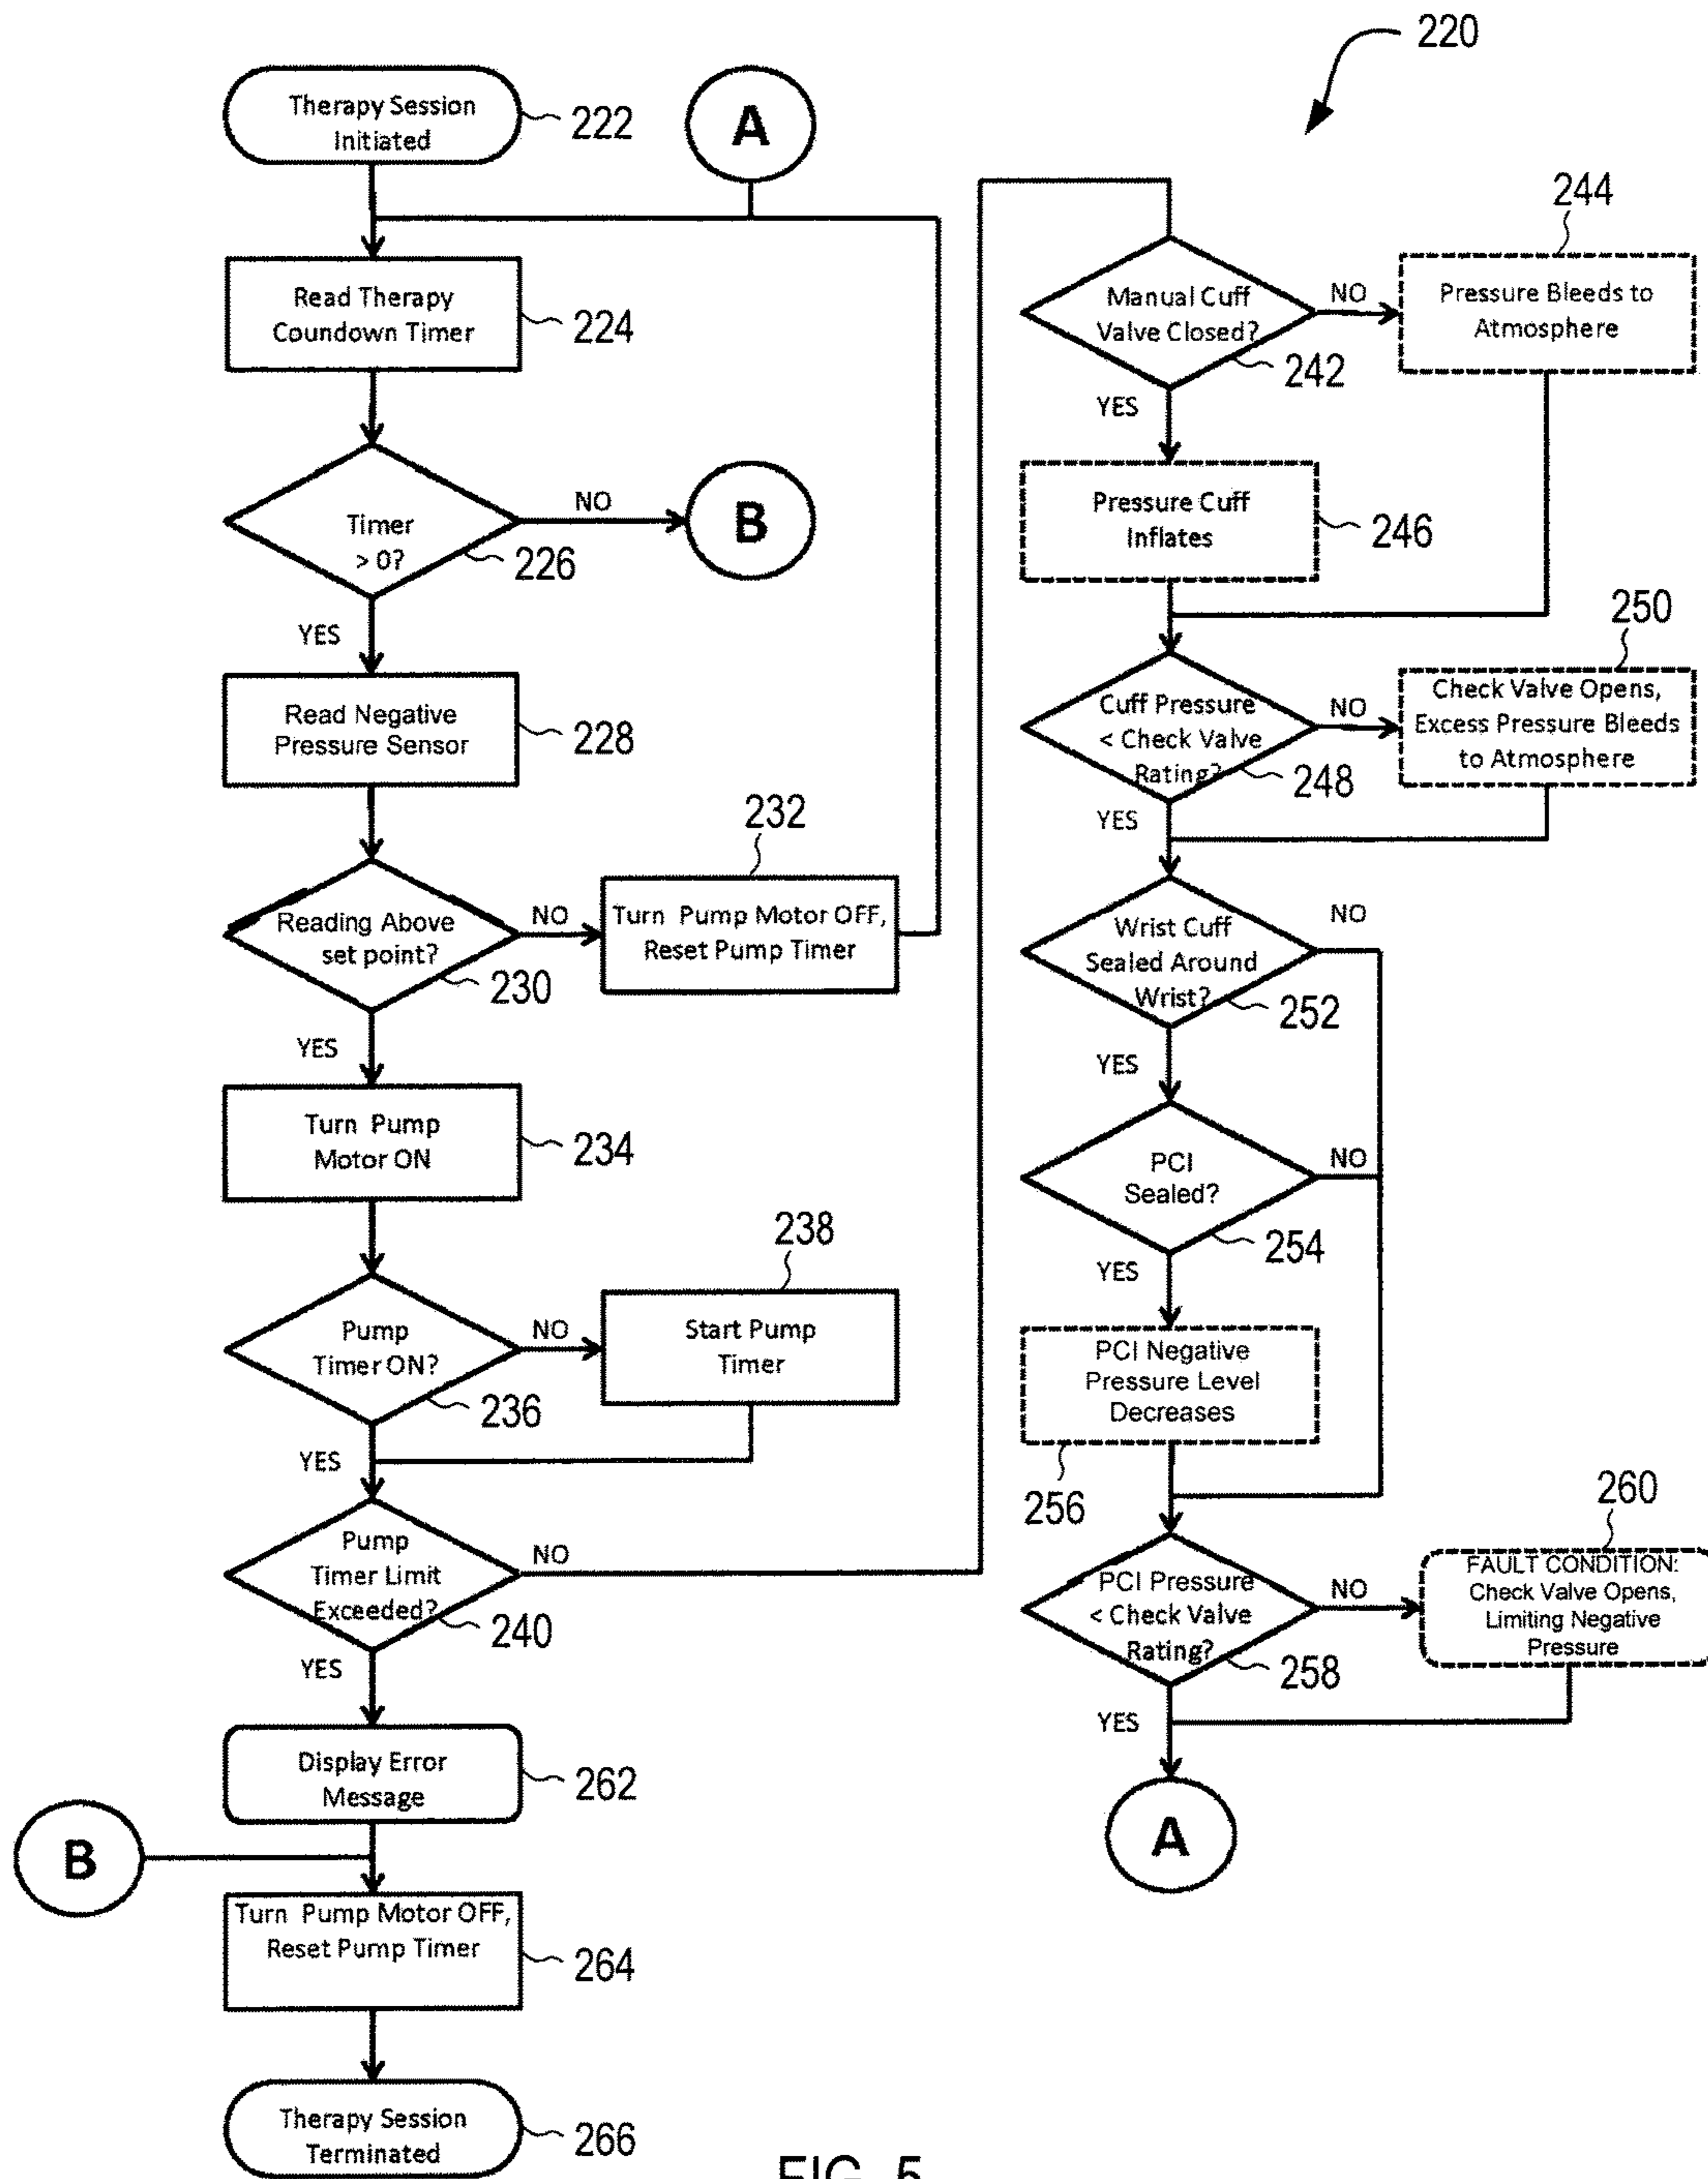 220
Therapy Session
Initiated
222
A
Read Therapy
Coundown Timer
224
Timer
> 0?
226
NO
B
YES
Read Negative
Pressure Sensor
228
Reading Above
set point?
230
NO
232
Turn Pump Motor OFF,
Reset Pump Timer
YES
Turn Pump
Motor ON
234
Pump
Timer ON?
236
NO
238
Start Pump
Timer
YES
Pump
Timer Limit
Exceeded?
240
NO
YES
Display Error
Message
262
B
Turn Pump Motor OFF,
Reset Pump Timer
264
Therapy Session
Terminated
266
Manual Cuff
Valve Closed?
242
NO
244
Pressure Bleeds to
Atmosphere
YES
Pressure Cuff
Inflates
246
Cuff Pressure
< Check Valve
Rating?
248
NO
250
Check Valve Opens,
Excess Pressure Bleeds
to Atmosphere
YES
Wrist Cuff
Sealed Around
Wrist?
252
NO
YES
PCI
Sealed?
254
NO
YES
PCI Negative
Pressure Level
Decreases
256
PCI Pressure
< Check Valve
Rating?
258
NO
260
FAULT CONDITION:
Check Valve Opens,
Limiting Negative
Pressure
YES
A
FIG. 5